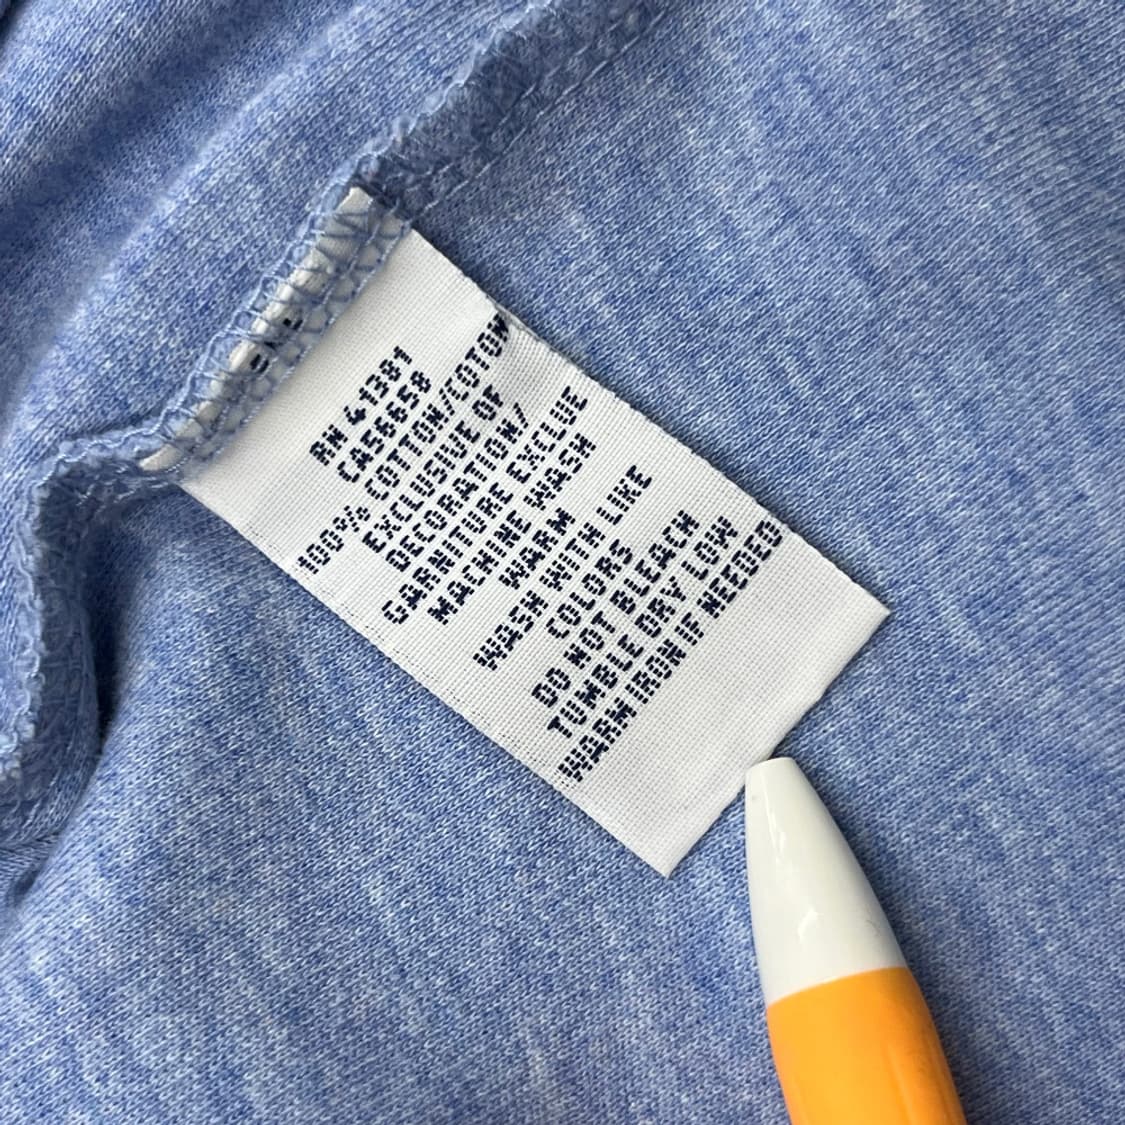 RN 41381
CA56658
100% COTTON/COTON
EXCLUSIVE OF
DECORATION/
GARNITURE EXCLUE
MACHINE WASH
WARM
WASH WITH LIKE
COLORS
DO NOT BLEACH
TUMBLE DRY LOW
WARM IRON IF NEEDED